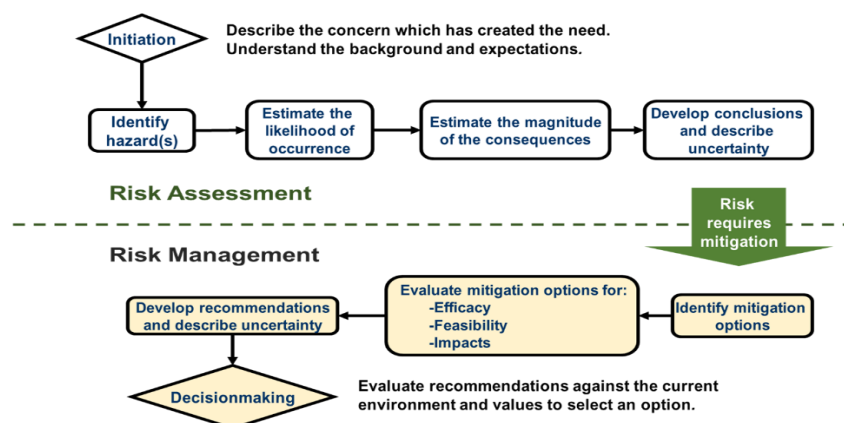 Initiation
Describe the concern which has created the need.
Understand the background and expectations.
Identify
hazard(s)
Estimate the
likelihood of
occurrence
Estimate the magnitude
of the consequences
Develop conclusions
and describe
uncertainty
Risk Assessment
Risk
requires
mitigation
Risk Management
Develop recommendations
and describe uncertainty
Evaluate mitigation options for:
-Efficacy
-Feasibility
-Impacts
Identify mitigation
options
Decisionmaking
Evaluate recommendations against the current
environment and values to select an option.